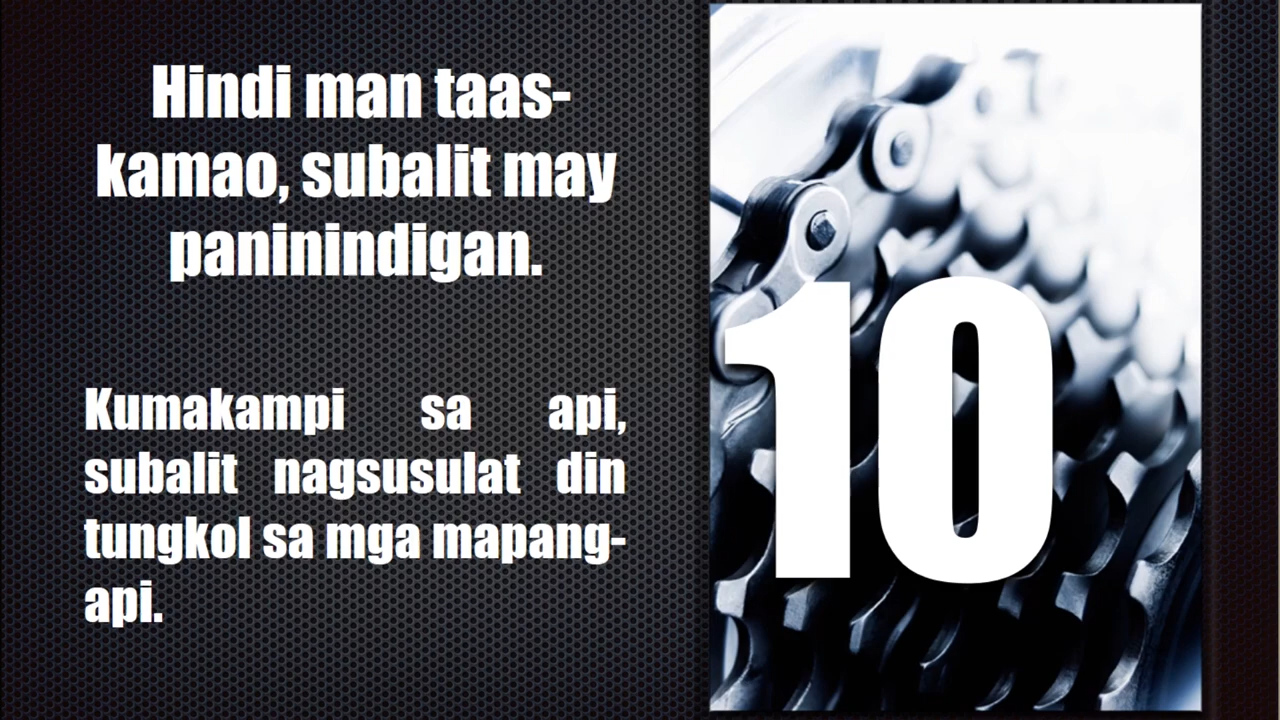 Hindi man taas-
kamao, subalit may
paninindigan.
Kumakampi sa api,
subalit nagsusulat din
tungkol sa mga mapang-
api.
10